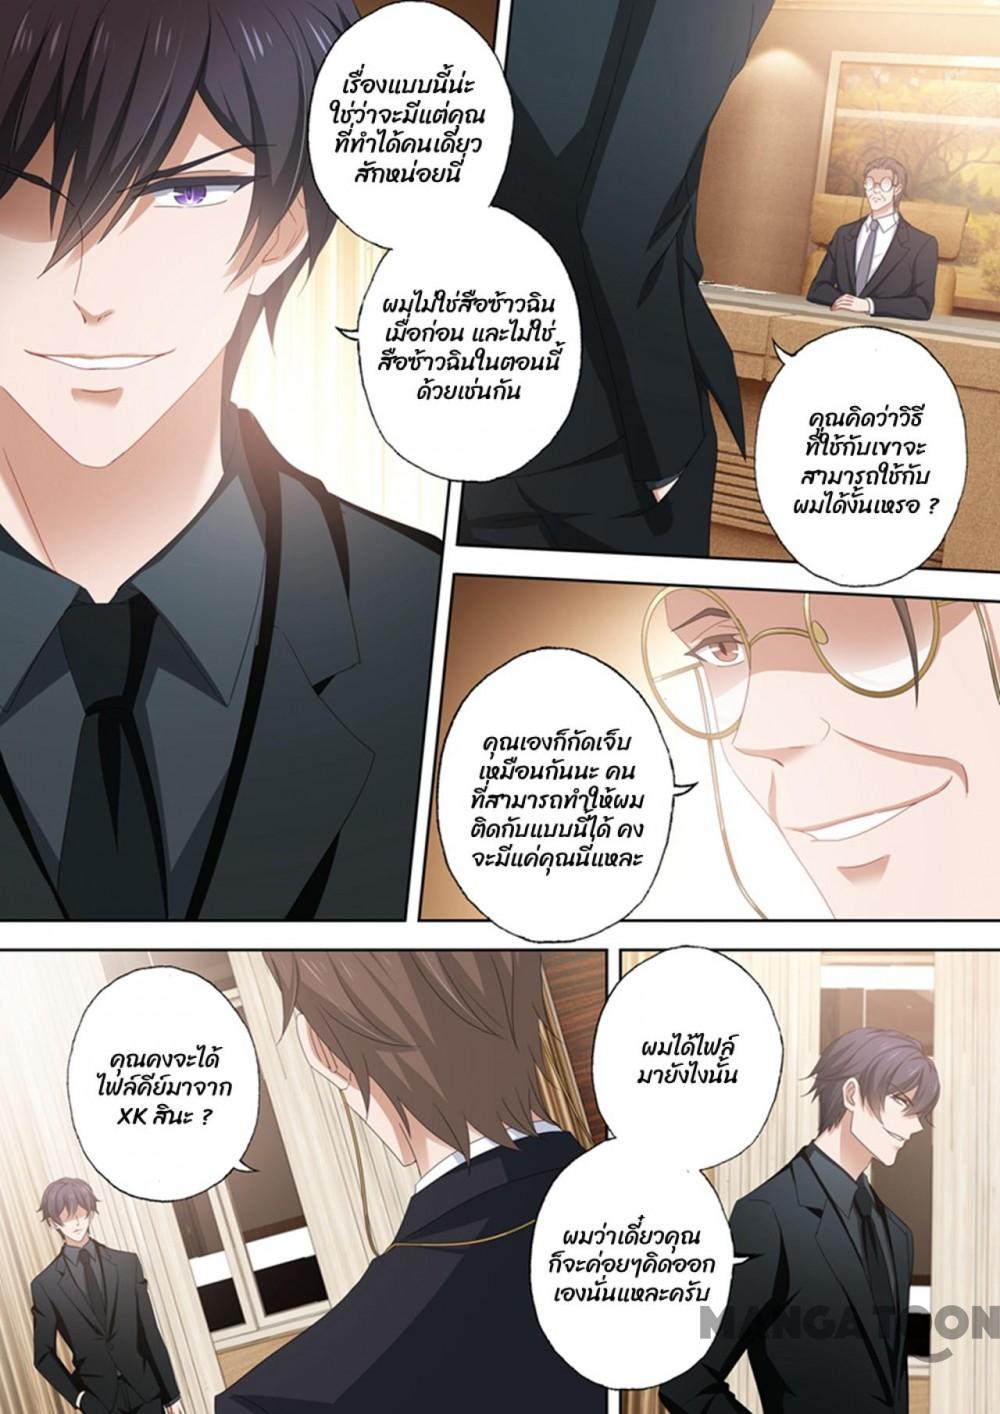 เรื่องแบบนี้น่ะ
ใช่ว่าจะมีแต่คุณ
ที่ทำได้คนเดียว
สักหน่อยนี่
ผมไม่ใช่สือซ้าวฉิน
เมื่อก่อน และไม่ใช่
สือซ้าวฉินในตอนนี้
ด้วยเช่นกัน
คุณคิดว่าวิธี
ที่ใช้กับเขาจะ
สามารถใช้กับ
ผมได้งั้นเหรอ ?
คุณเองก็กัดเจ็บ
เหมือนกันนะ คน
ที่สามารถทำให้ผม
ติดกับแบบนี้ได้ คง
จะมีแค่คุณนี่แหละ
คุณคงจะได้
ไฟล์คีย์มาจาก
XK สินะ ?
ผมได้ไฟล์
มายังไงนั้น
ผมว่าเดี๋ยวคุณ
ก็จะค่อยๆคิดออก
เองนั่นแหละครับ
MANGATOON